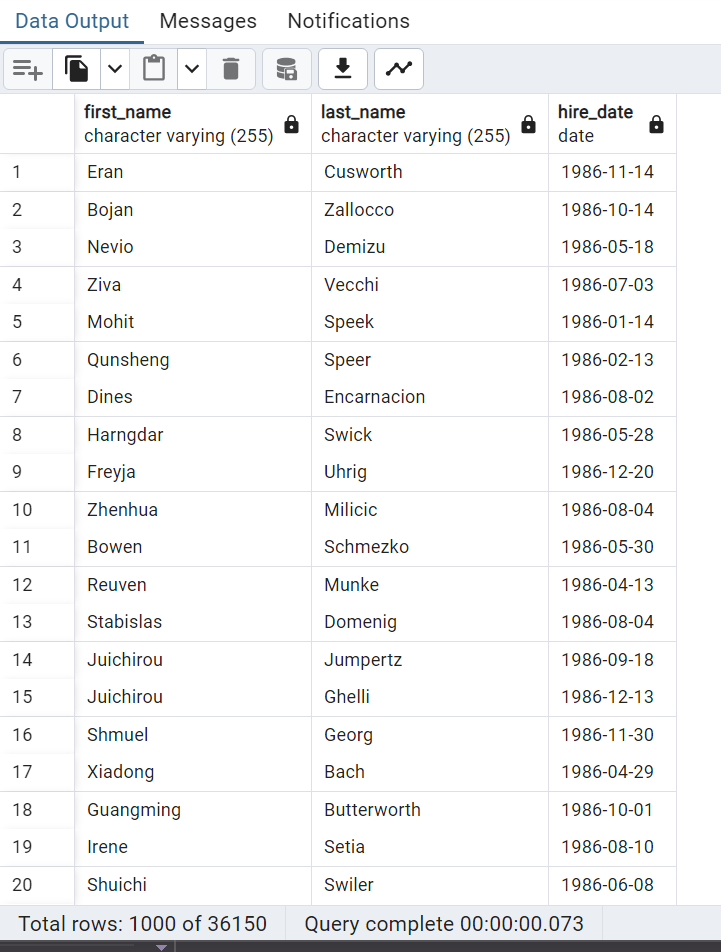 Data Output Messages Notifications
first_name last_name hire_date
character varying (255) character varying (255) date
1 Eran Cusworth 1986-11-14
2 Bojan Zallocco 1986-10-14
3 Nevio Demizu 1986-05-18
4 Ziva Vecchi 1986-07-03
5 Mohit Speek 1986-01-14
6 Qunsheng Speer 1986-02-13
7 Dines Encarnacion 1986-08-02
8 Harngdar Swick 1986-05-28
9 Freyja Uhrig 1986-12-20
10 Zhenhua Milicic 1986-08-04
11 Bowen Schmezko 1986-05-30
12 Reuven Munke 1986-04-13
13 Stabislas Domenig 1986-08-04
14 Juichirou Jumpertz 1986-09-18
15 Juichirou Ghelli 1986-12-13
16 Shmuel Georg 1986-11-30
17 Xiadong Bach 1986-04-29
18 Guangming Butterworth 1986-10-01
19 Irene Setia 1986-08-10
20 Shuichi Swiler 1986-06-08
Total rows: 1000 of 36150 Query complete 00:00:00.073